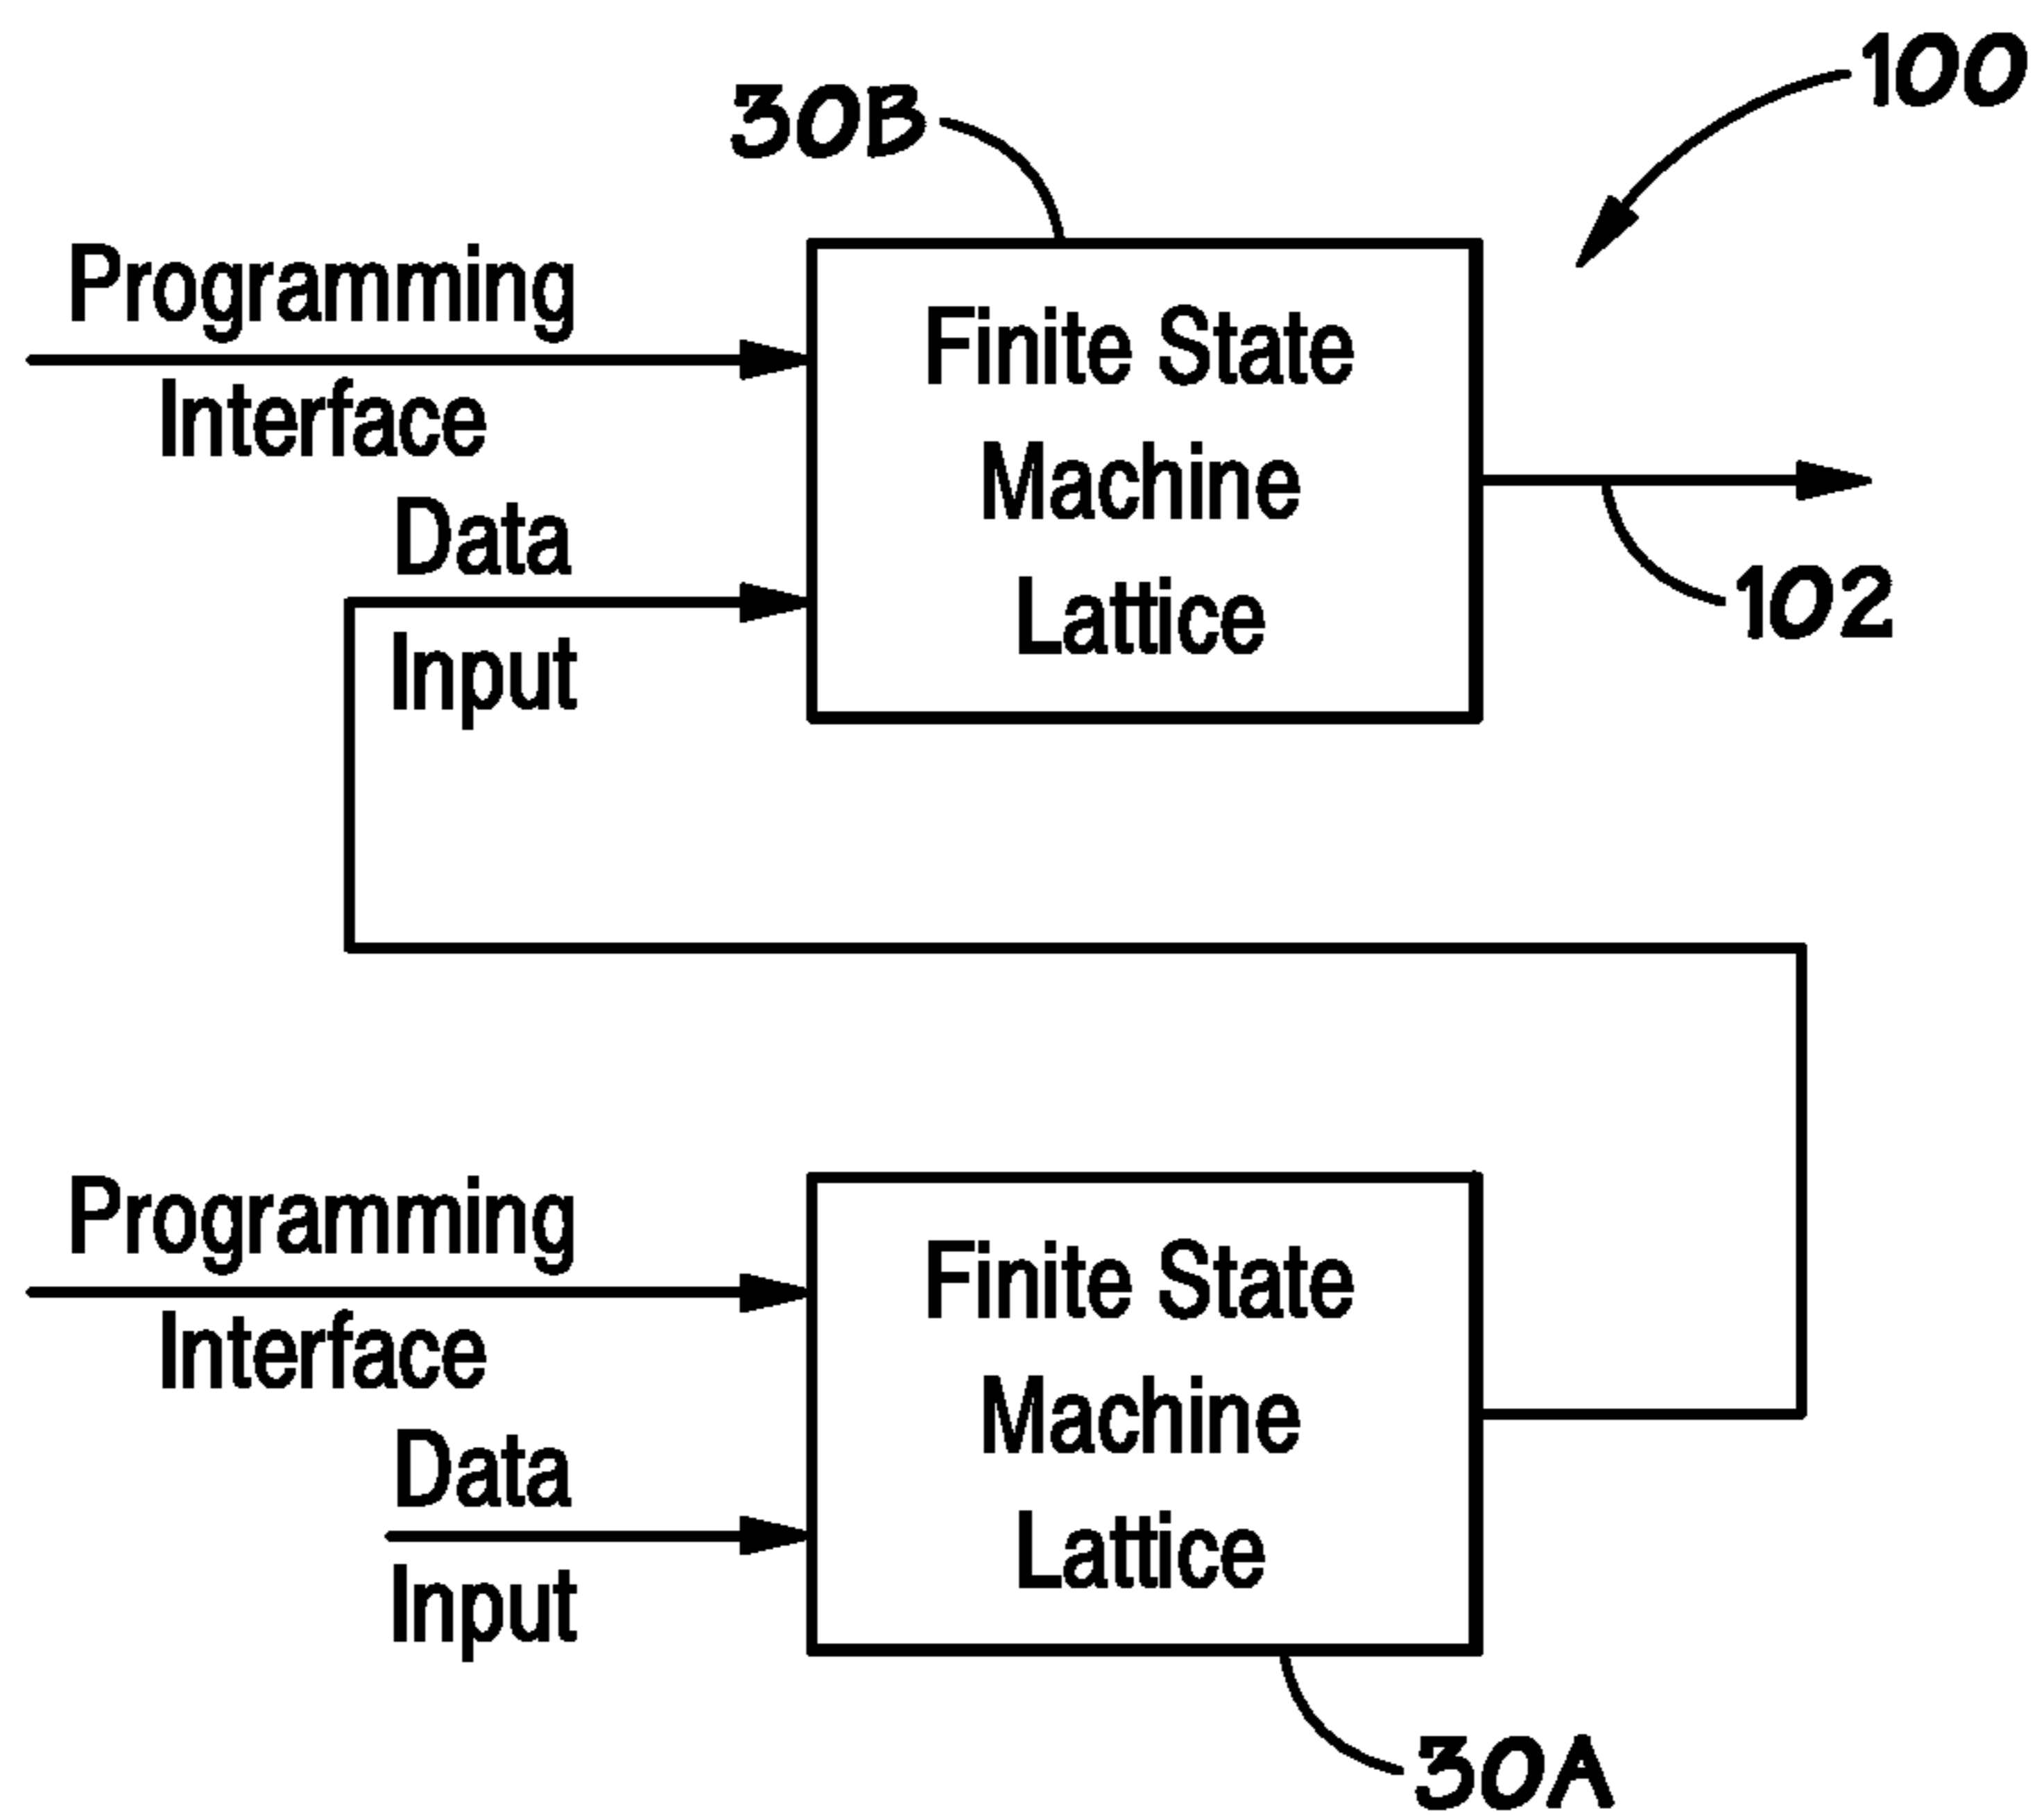 100
30B
Programming
Interface
Finite State
Machine
Lattice
Data
Input
102
Programming
Interface
Finite State
Machine
Lattice
Data
Input
30A